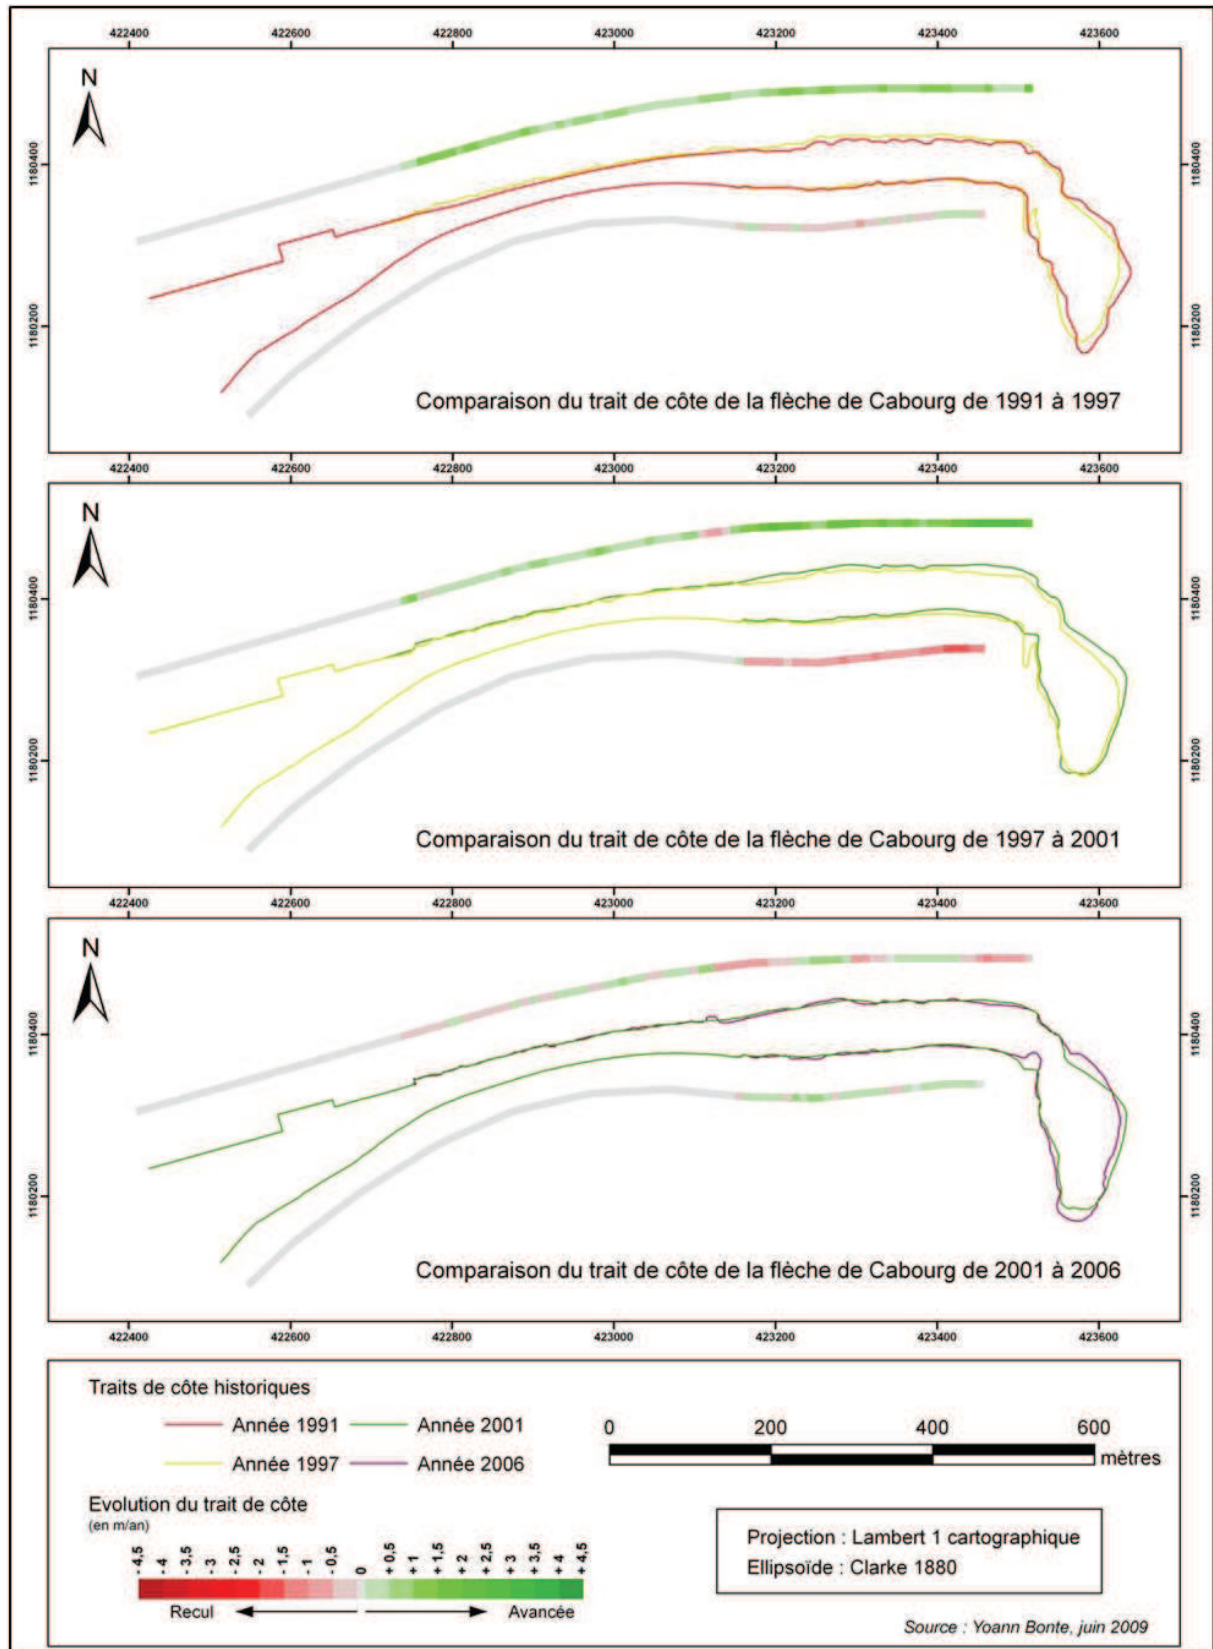 422400 422600 422800 423000 423200 423400 423600
N
1180400 1180400
1180200 1180200
Comparaison du trait de côte de la flèche de Cabourg de 1991 à 1997
422400 422600 422800 423000 423200 423400 423600
N
1180400 1180400
1180200 1180200
Comparaison du trait de côte de la flèche de Cabourg de 1997 à 2001
422400 422600 422800 423000 423200 423400 423600
N
1180400 1180400
1180200 1180200
Comparaison du trait de côte de la flèche de Cabourg de 2001 à 2006
422400 422600 422800 423000 423200 423400 423600
Traits de côte historiques
Année 1991 Année 2001
Année 1997 Année 2006
0 200 400 600
mètres
Evolution du trait de côte
(en m/an)
- 4,5 - 4 - 3,5 - 3 - 2,5 - 2 - 1,5 - 1 - 0,5 0 + 0,5 + 1 + 1,5 + 2 + 2,5 + 3 + 3,5 + 4 + 4,5
Recul Avancée
Projection : Lambert 1 cartographique
Ellipsoïde : Clarke 1880
Source : Yoann Bonte, juin 2009